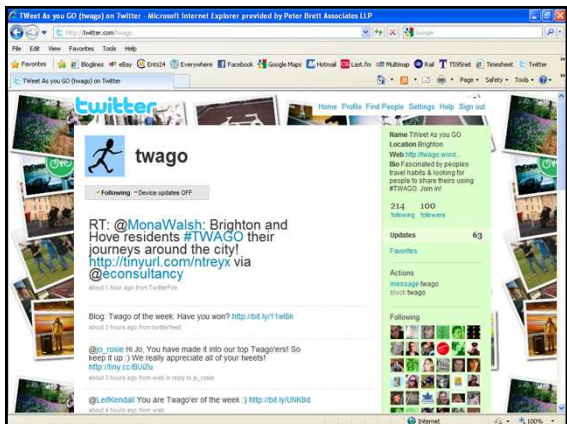 TWeet As you GO (twago) on Twitter - Microsoft Internet Explorer provided by Peter Brett Associates LLP
http://twitter.com/twago
Google
File Edit View Favorites Tools Help
Favorites Bloglines eBay Ents24 Everywhere Facebook Google Maps Hotmail Last.fm Multimap Rail T595net Timesheet Twitter
TWeet As you GO (twago) on Twitter
Page Safety Tools
twitter
Home Profile Find People Settings Help Sign out
twago
Following Device updates OFF
RT: @MonaWalsh: Brighton and
Hove residents #TWAGO their
journeys around the city!
http://tinyurl.com/ntreyx via
@econsultancy
about 1 hour ago from TwitterFox
Blog: Twago of the week: Have you won? http://bit.ly/11wt8k
about 3 hours ago from twitterfeed
@jo_rosie Hi Jo, You have made it into our top Twago'ers! So
keep it up :) We really appreciate all of your tweets!
http://tiny.cc/BUiZu
about 3 hours ago from web in reply to jo_rosie
@LeifKendall You are Twago'er of the week :) http://bit.ly/UNK8d
about 4 hours ago from web
Name TWeet As you GO
Location Brighton
Web http://twago.word...
Bio Fascinated by peoples
travel habits & looking for
people to share theirs using
#TWAGO. Join in!
214 100
following followers
Updates 63
Favorites
Actions
message twago
block twago
Following
Internet
100%